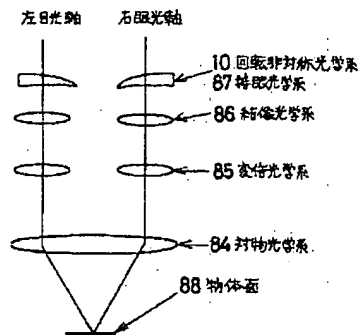 左目光軸 右眼光軸
10 回転非対称光学系
87 接眼光学系
86 結像光学系
85 変倍光学系
84 対物光学系
88 物体面